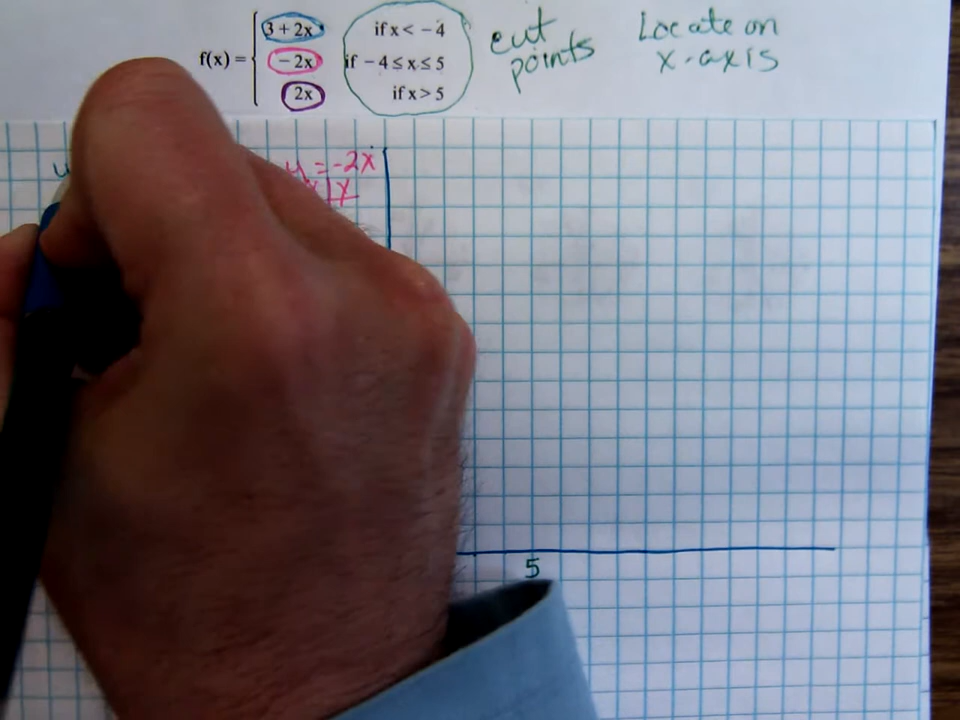 3 + 2x if x < -4
f(x) = - 2x if - 4 ≤ x ≤ 5
2x if x > 5
cut points
Locate on
x-axis
y = -2x
x
5